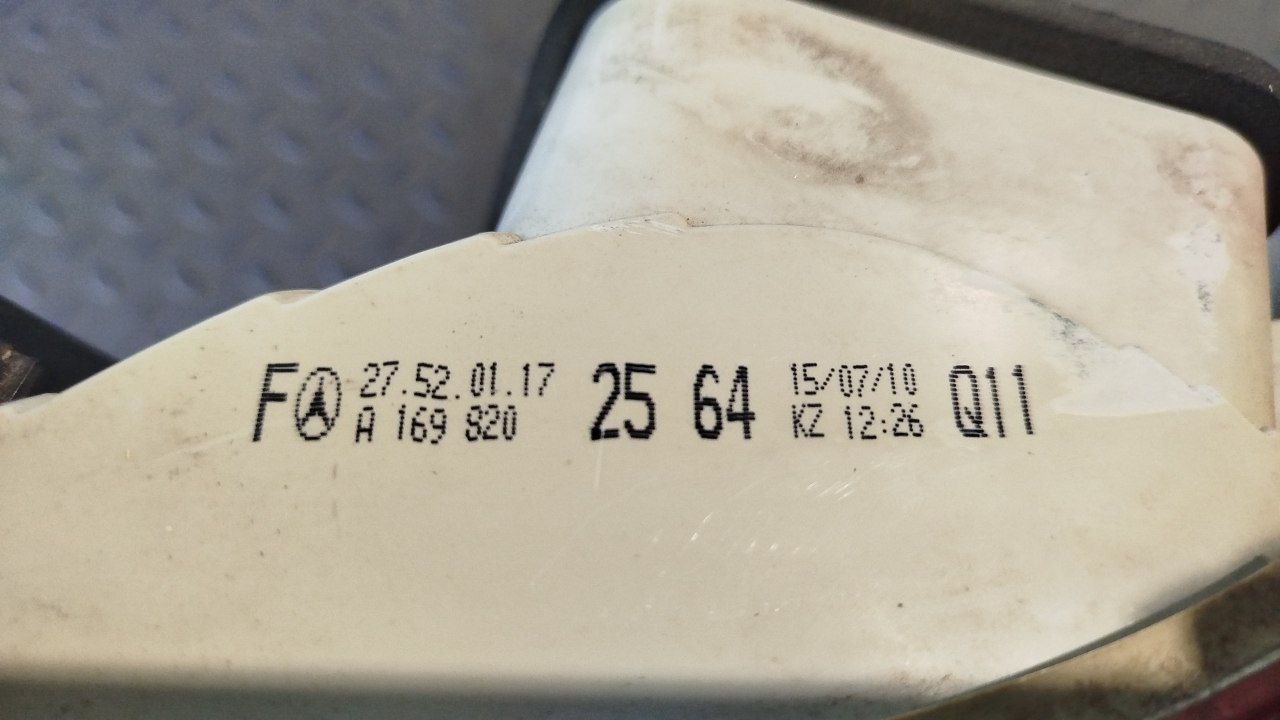 F 27.52.01.17 25 64 15/07/10 Q11
A 169 820 KZ 12:26